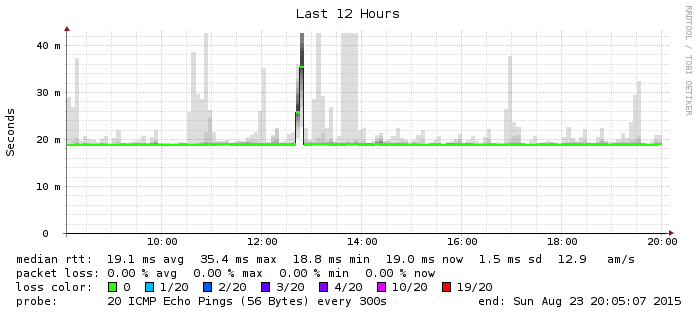 Last 12 Hours
RRDTOOL / TOBI OETIKER
Seconds
40 m
30 m
20 m
10 m
0
10:00 12:00 14:00 16:00 18:00 20:00
median rtt: 19.1 ms avg 35.4 ms max 18.8 ms min 19.0 ms now 1.5 ms sd 12.9 am/s
packet loss: 0.00 % avg 0.00 % max 0.00 % min 0.00 % now
loss color: 0 1/20 2/20 3/20 4/20 10/20 19/20
probe: 20 ICMP Echo Pings (56 Bytes) every 300s end: Sun Aug 23 20:05:07 2015